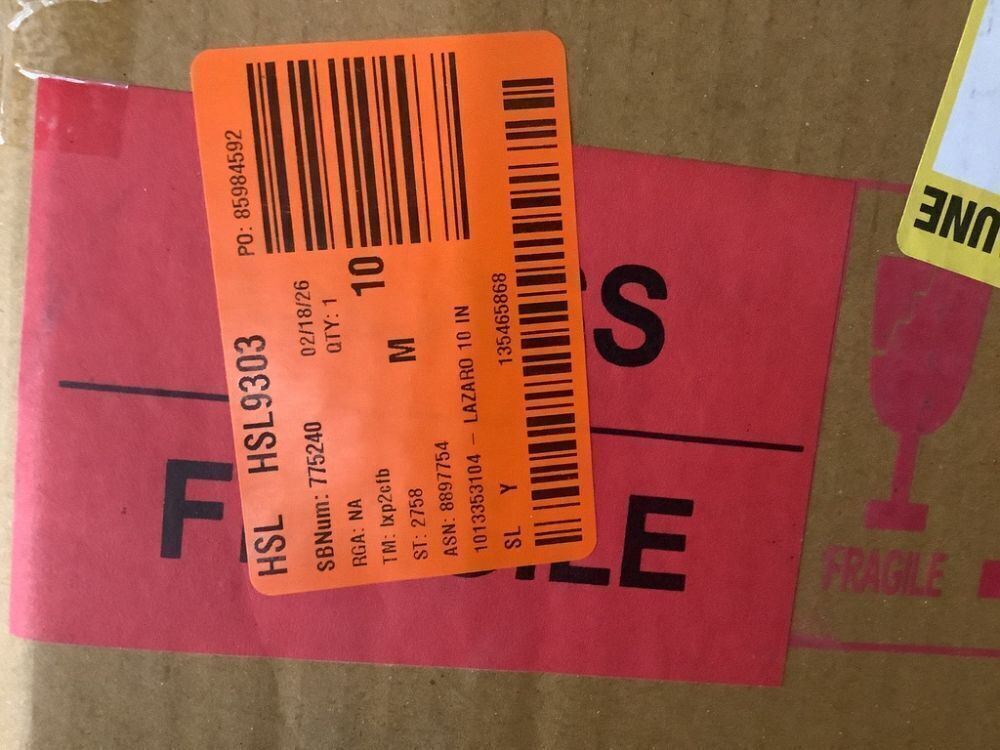 PO: 85984592
HSL HSL9303
02/18/26
SBNum: 775240
QTY: 1
RGA: NA
10
TM: lxp2cfb
M
ST: 2758
ASN: 8897754
1013353104 - LAZARO 10 IN
SL Y
135465868
FRAGILE
UNE